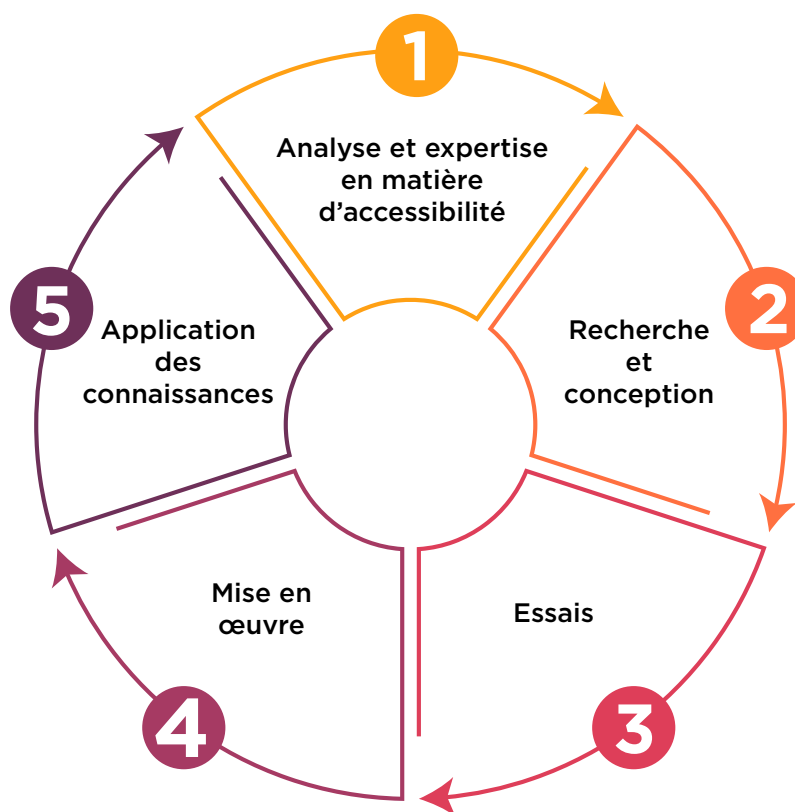 1
Analyse et expertise
en matière
d’accessibilité
2
Recherche
et
conception
3
Essais
4
Mise en
œuvre
5
Application
des
connaissances